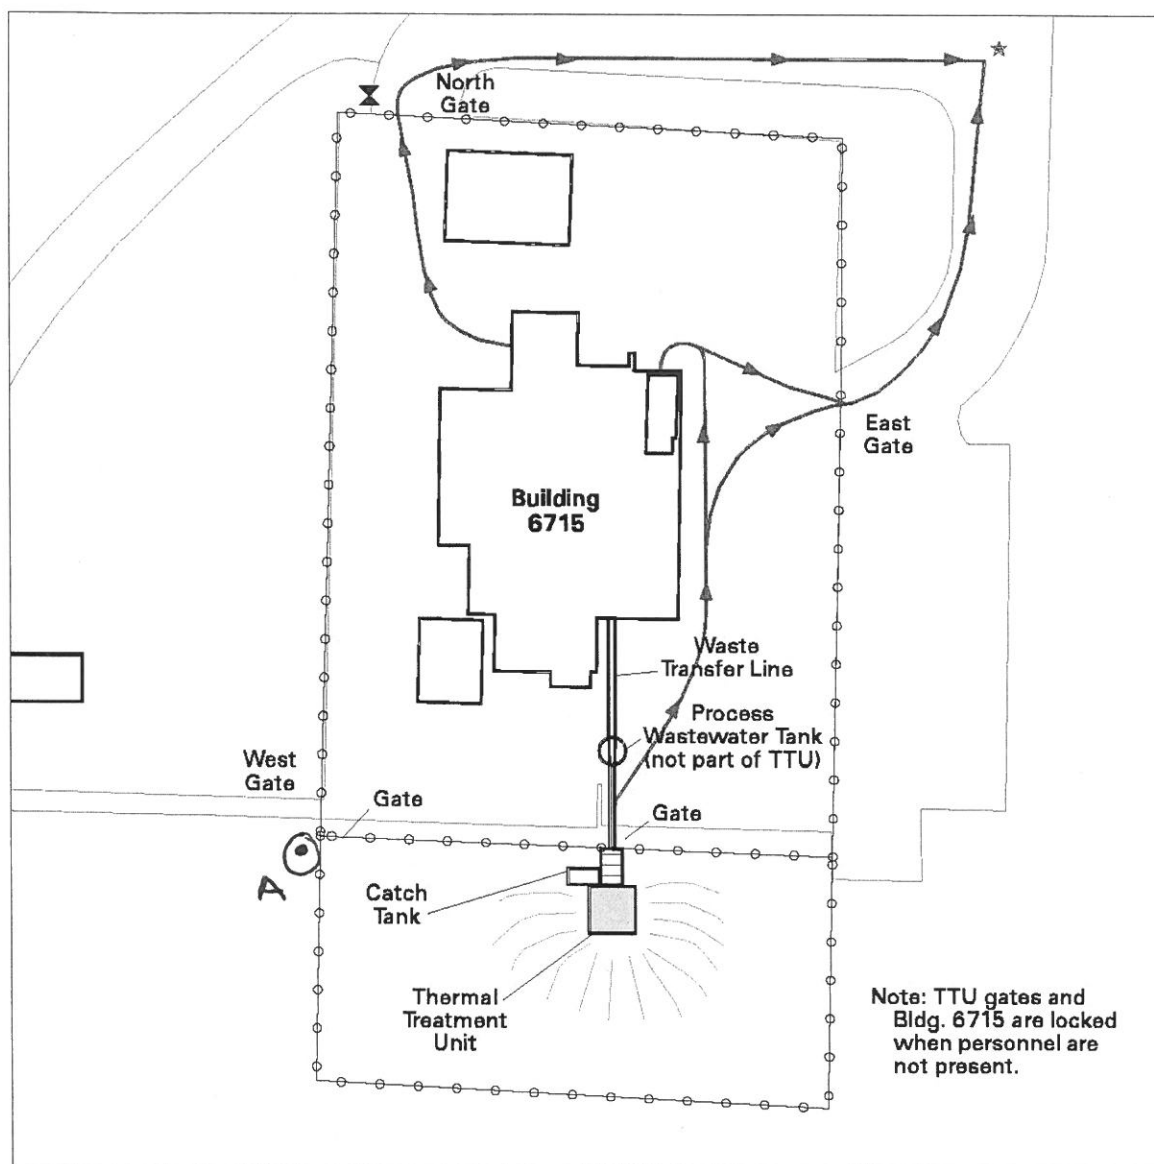 North
Gate
East
Gate
Building
6715
Waste
Transfer Line
Process
Wastewater Tank
(not part of TTU)
West
Gate
Gate
Gate
A
Catch
Tank
Thermal
Treatment
Unit
Note: TTU gates and
Bldg. 6715 are locked
when personnel are
not present.